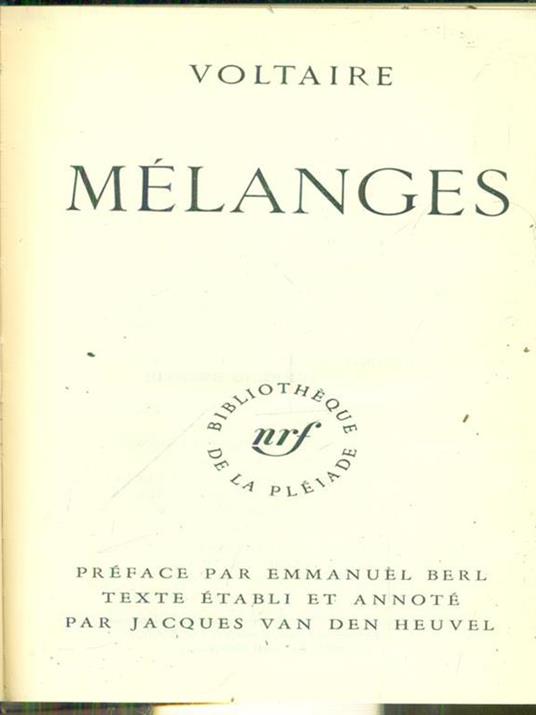 VOLTAIRE
MÉLANGES
BIBLIOTHÈQUE
nrf
DE LA PLÉIADE
PRÉFACE PAR EMMANUEL BERL
TEXTE ÉTABLI ET ANNOTÉ
PAR JACQUES VAN DEN HEUVEL